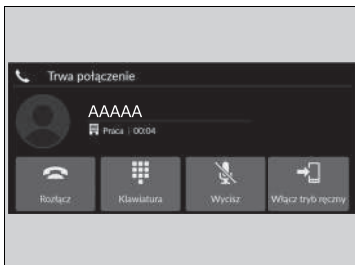 Trwa połączenie
AAAAA
Praca | 00:04
Rozłącz Klawiatura Wycisz Włącz tryb ręczny